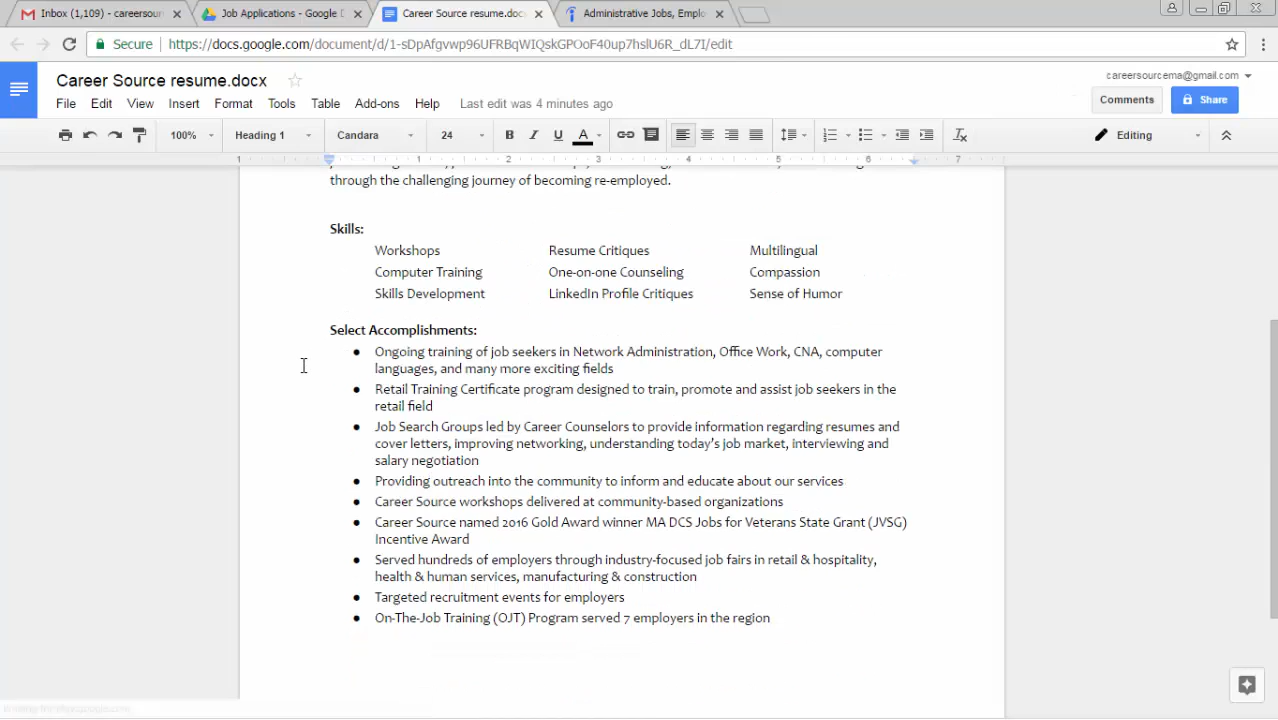 Inbox (1,109) - careersour
Job Applications - Google D
Career Source resume.doc
Administrative Jobs, Emplo
Secure https://docs.google.com/document/d/1-sDpAfgvwp96UFRBqWIQskGPOoF40up7hslU6R_dL7I/edit
Career Source resume.docx
careersourcema@gmail.com
File Edit View Insert Format Tools Table Add-ons Help Last edit was 4 minutes ago
Comments Share
100% Heading 1 Candara 24 B I U A Editing
1 1 2 3 4 5 6 7
through the challenging journey of becoming re-employed.
Skills:
Workshops Resume Critiques Multilingual
Computer Training One-on-one Counseling Compassion
Skills Development LinkedIn Profile Critiques Sense of Humor
Select Accomplishments:
● Ongoing training of job seekers in Network Administration, Office Work, CNA, computer
languages, and many more exciting fields
● Retail Training Certificate program designed to train, promote and assist job seekers in the
retail field
● Job Search Groups led by Career Counselors to provide information regarding resumes and
cover letters, improving networking, understanding today's job market, interviewing and
salary negotiation
● Providing outreach into the community to inform and educate about our services
● Career Source workshops delivered at community-based organizations
● Career Source named 2016 Gold Award winner MA DCS Jobs for Veterans State Grant (JVSG)
Incentive Award
● Served hundreds of employers through industry-focused job fairs in retail & hospitality,
health & human services, manufacturing & construction
● Targeted recruitment events for employers
● On-The-Job Training (OJT) Program served 7 employers in the region